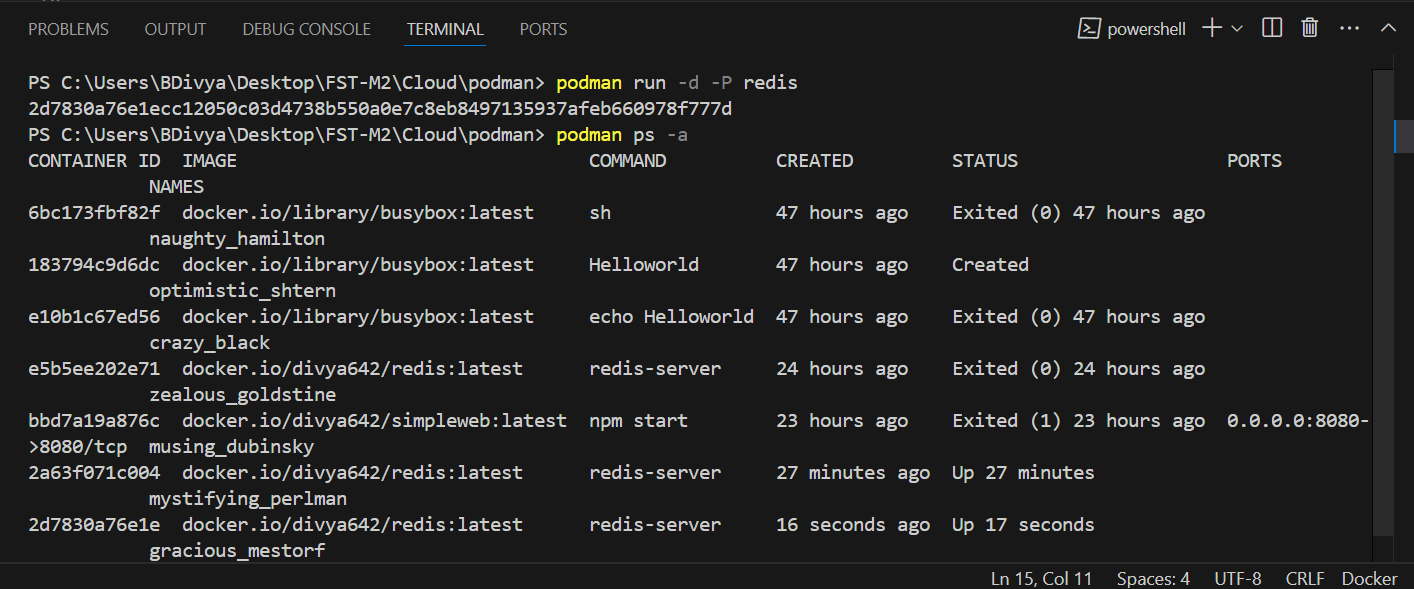 PROBLEMS OUTPUT DEBUG CONSOLE TERMINAL PORTS powershell
PS C:\Users\BDivya\Desktop\FST-M2\Cloud\podman> podman run -d -P redis
2d7830a76e1ecc12050c03d4738b550a0e7c8eb8497135937afeb660978f777d
PS C:\Users\BDivya\Desktop\FST-M2\Cloud\podman> podman ps -a
CONTAINER ID  IMAGE                                COMMAND          CREATED         STATUS                   PORTS
           NAMES
6bc173fbf82f  docker.io/library/busybox:latest     sh               47 hours ago    Exited (0) 47 hours ago
           naughty_hamilton
183794c9d6dc  docker.io/library/busybox:latest     Helloworld       47 hours ago    Created
           optimistic_shtern
e10b1c67ed56  docker.io/library/busybox:latest     echo Helloworld  47 hours ago    Exited (0) 47 hours ago
           crazy_black
e5b5ee202e71  docker.io/divya642/redis:latest      redis-server     24 hours ago    Exited (0) 24 hours ago
           zealous_goldstine
bbd7a19a876c  docker.io/divya642/simpleweb:latest  npm start        23 hours ago    Exited (1) 23 hours ago  0.0.0.0:8080-
>8080/tcp  musing_dubinsky
2a63f071c004  docker.io/divya642/redis:latest      redis-server     27 minutes ago  Up 27 minutes
           mystifying_perlman
2d7830a76e1e  docker.io/divya642/redis:latest      redis-server     16 seconds ago  Up 17 seconds
           gracious_mestorf
Ln 15, Col 11 Spaces: 4 UTF-8 CRLF Docker